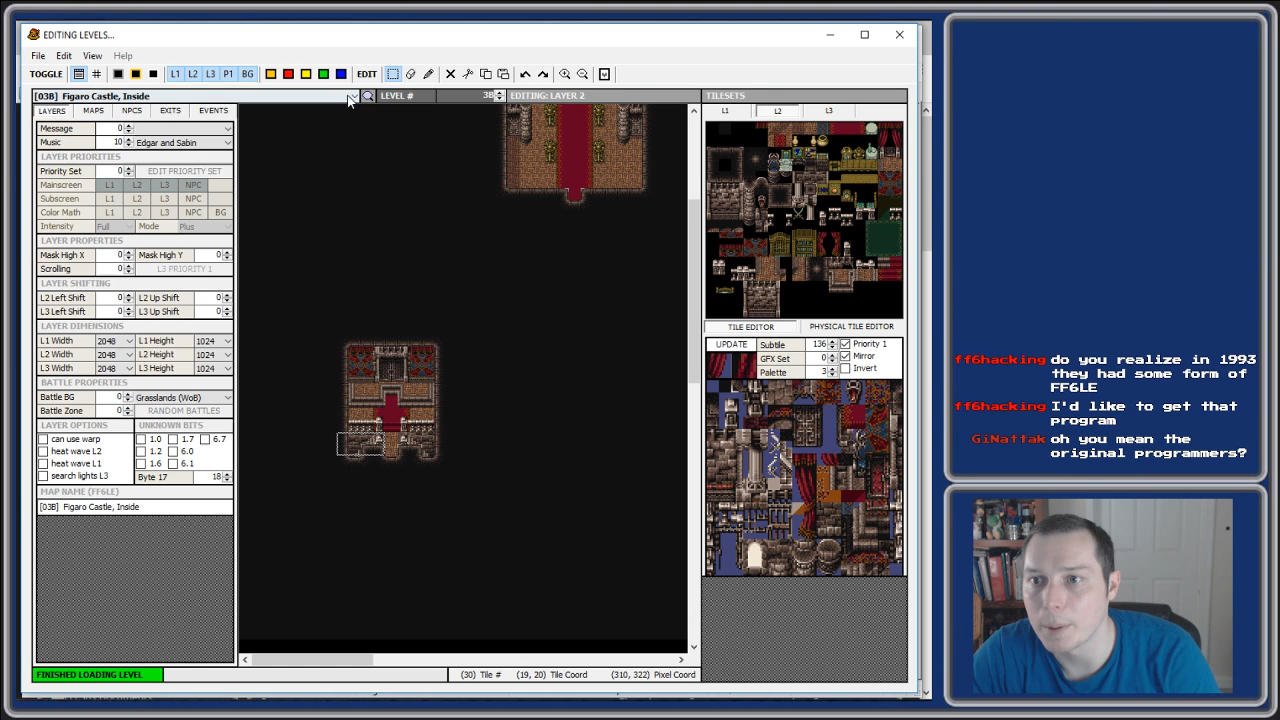 EDITING LEVELS...
File Edit View Help
TOGGLE L1 L2 L3 P1 BG EDIT
[03B] Figaro Castle, Inside LEVEL # 3B EDITING: LAYER 2 TILESETS
LAYERS MAPS NPCS EXITS EVENTS
L1 L2 L3
Message 0
Music 10 Edgar and Sabin
LAYER PRIORITIES
Priority Set 0 EDIT PRIORITY SET
Mainscreen L1 L2 L3 NPC
Subscreen L1 L2 L3 NPC
Color Math L1 L2 L3 NPC BG
Intensity Full Mode Plus
LAYER PROPERTIES
Mask High X 0 Mask High Y 0
Scrolling 0 L3 PRIORITY 1
LAYER SHIFTING
L2 Left Shift 0 L2 Up Shift 0
L3 Left Shift 0 L3 Up Shift 0
LAYER DIMENSIONS
L1 Width 2048 L1 Height 1024
L2 Width 2048 L2 Height 1024
L3 Width 2048 L3 Height 1024
BATTLE PROPERTIES
Battle BG 0 Grasslands (WoB)
Battle Zone 0 RANDOM BATTLES
LAYER OPTIONS UNKNOWN BITS
can use warp 1.0 1.7 6.7
heat wave L2 1.2 6.0
heat wave L1 1.6 6.1
search lights L3 Byte 17 18
MAP NAME (FF6LE)
[03B] Figaro Castle, Inside
TILE EDITOR PHYSICAL TILE EDITOR
UPDATE Subtile 136 Priority 1
GFX Set 0 Mirror
Palette 3 Invert
FINISHED LOADING LEVEL
(30) Tile # (19, 20) Tile Coord (310, 322) Pixel Coord
ff6hacking do you realize in 1993
they had some form of
FF6LE
ff6hacking I'd like to get that
program
GiNattak oh you mean the
original programmers?